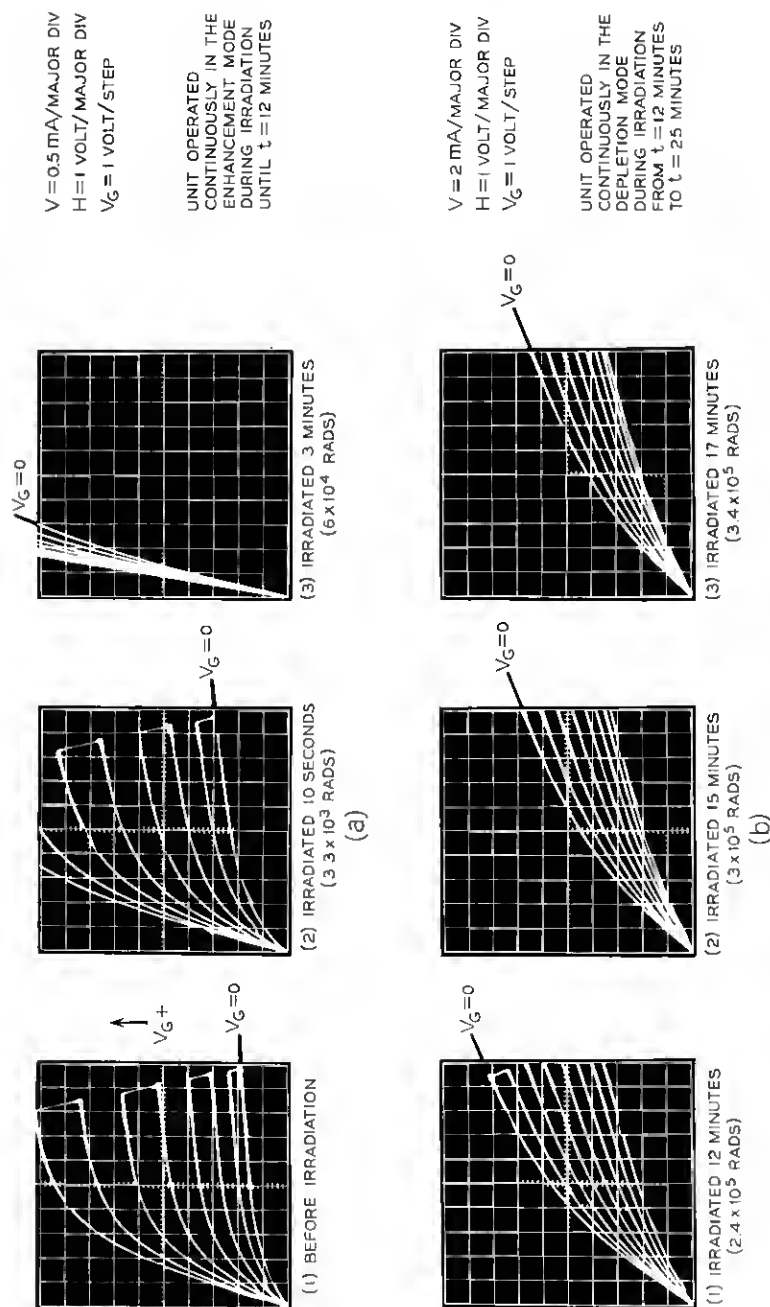 V = 0.5 mA/MAJOR DIV
H = 1 VOLT/MAJOR DIV
V_G = 1 VOLT/STEP
UNIT OPERATED
CONTINUOUSLY IN THE
ENHANCEMENT MODE
DURING IRRADIATION
UNTIL t = 12 MINUTES
V_G +
V_G = 0
(1) BEFORE IRRADIATION
V_G = 0
(2) IRRADIATED 10 SECONDS
(3.3 x 10³ RADS)
V_G = 0
(3) IRRADIATED 3 MINUTES
(6 x 10⁴ RADS)
(a)
V = 2 mA/MAJOR DIV
H = 1 VOLT/MAJOR DIV
V_G = 1 VOLT/STEP
UNIT OPERATED
CONTINUOUSLY IN THE
DEPLETION MODE
DURING IRRADIATION
FROM t = 12 MINUTES
TO t = 25 MINUTES
V_G = 0
(1) IRRADIATED 12 MINUTES
(2.4 x 10⁵ RADS)
V_G = 0
(2) IRRADIATED 15 MINUTES
(3 x 10⁵ RADS)
V_G = 0
(3) IRRADIATED 17 MINUTES
(3.4 x 10⁵ RADS)
(b)